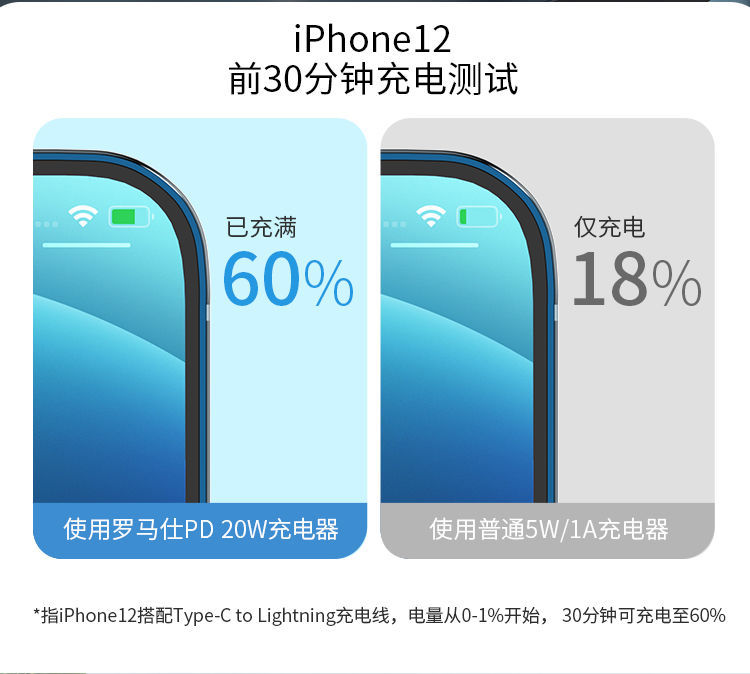 iPhone12
前30分钟充电测试
已充满
60%
仅充电
18%
使用罗马仕PD 20W充电器
使用普通5W/1A充电器
*指iPhone12搭配Type-C to Lightning充电线，电量从0-1%开始， 30分钟可充电至60%